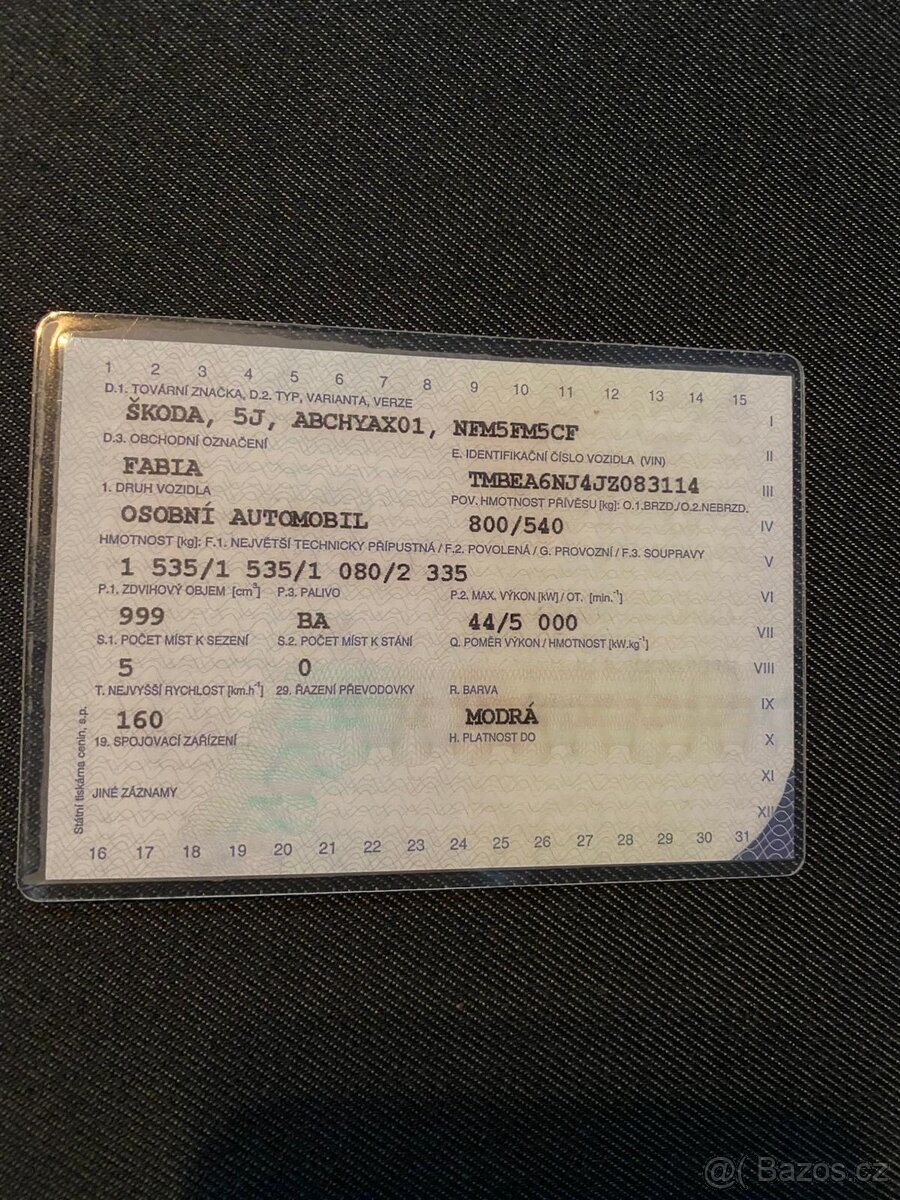 1 2 3 4 5 6 7 8 9 10 11 12 13 14 15
D.1. TOVÁRNÍ ZNAČKA, D.2. TYP, VARIANTA, VERZE
ŠKODA, 5J, ABCHYAX01, NFM5FM5CF
I
D.3. OBCHODNÍ OZNAČENÍ
E. IDENTIFIKAČNÍ ČÍSLO VOZIDLA (VIN)
II
FABIA
TMBEA6NJ4JZ083114
III
1. DRUH VOZIDLA
POV. HMOTNOST PŘÍVĚSU [kg]: O.1.BRZD./O.2.NEBRZD.
OSOBNÍ AUTOMOBIL
800/540
IV
HMOTNOST [kg]: F.1. NEJVĚTŠÍ TECHNICKY PŘÍPUSTNÁ / F.2. POVOLENÁ / G. PROVOZNÍ / F.3. SOUPRAVY
V
1 535/1 535/1 080/2 335
P.1. ZDVIHOVÝ OBJEM [cm³] P.3. PALIVO P.2. MAX. VÝKON [kW] / OT. [min.⁻¹]
VI
999 BA 44/5 000
VII
S.1. POČET MÍST K SEZENÍ S.2. POČET MÍST K STÁNÍ Q. POMĚR VÝKON / HMOTNOST [kW.kg⁻¹]
5 0
VIII
T. NEJVYŠŠÍ RYCHLOST [km.h⁻¹] 29. ŘAZENÍ PŘEVODOVKY R. BARVA
IX
160 MODRÁ
19. SPOJOVACÍ ZAŘÍZENÍ H. PLATNOST DO
X
XI
JINÉ ZÁZNAMY
XII
Státní tiskárna cenin, s.p.
16 17 18 19 20 21 22 23 24 25 26 27 28 29 30 31
@( Bazos.cz